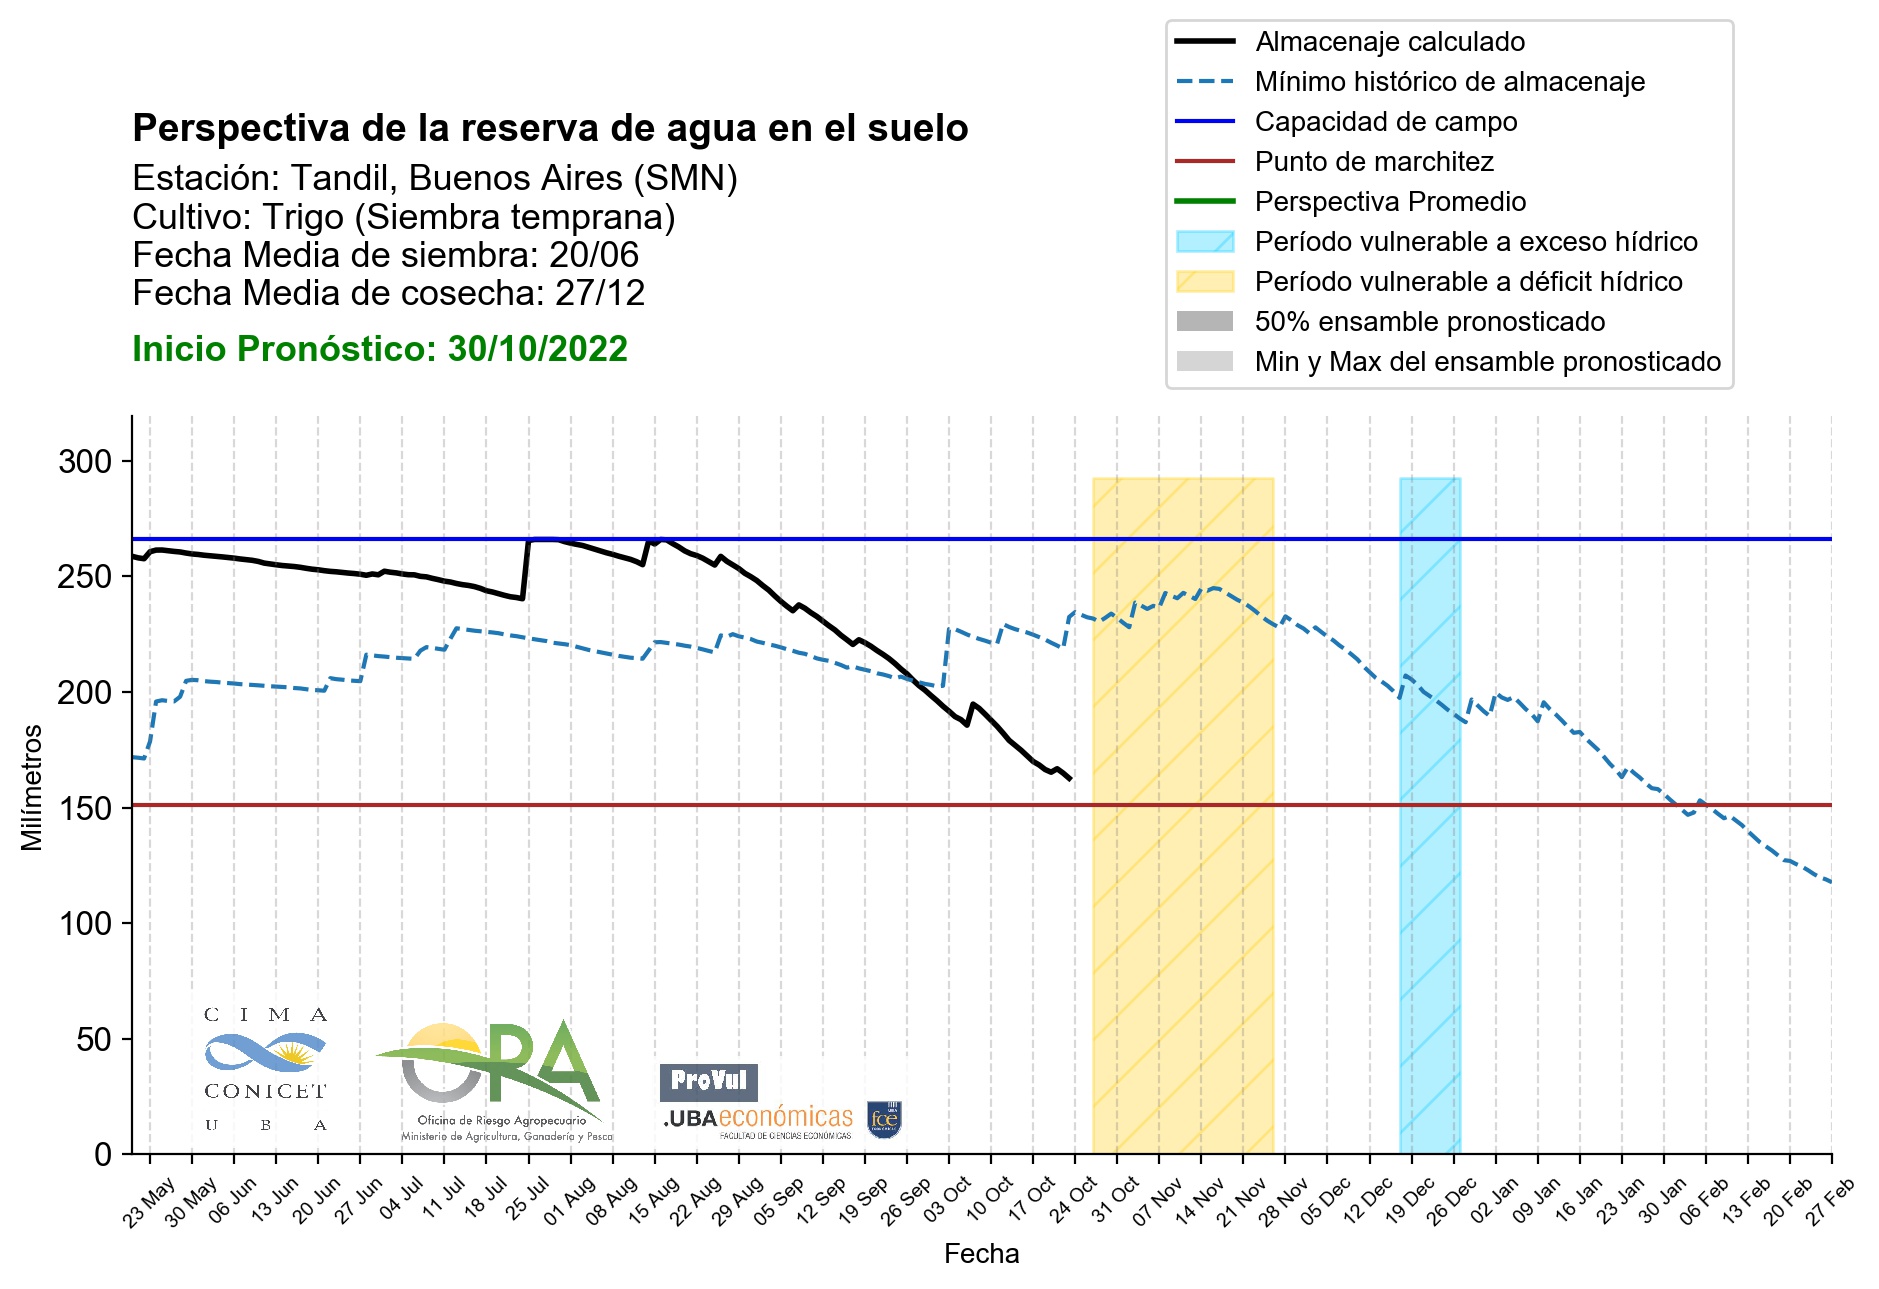 Almacenaje calculado
Mínimo histórico de almacenaje
Capacidad de campo
Punto de marchitez
Perspectiva Promedio
Período vulnerable a exceso hídrico
Período vulnerable a déficit hídrico
50% ensamble pronosticado
Min y Max del ensamble pronosticado
Perspectiva de la reserva de agua en el suelo
Estación: Tandil, Buenos Aires (SMN)
Cultivo: Trigo (Siembra temprana)
Fecha Media de siembra: 20/06
Fecha Media de cosecha: 27/12
Inicio Pronóstico: 30/10/2022
300
250
200
150
100
50
0
Milímetros
CIMA
CONICET
UBA
ORA
Oficina de Riesgo Agropecuario
Ministerio de Agricultura, Ganadería y Pesca
ProVul
.UBAeconómicas
FACULTAD DE CIENCIAS ECONÓMICAS
fce
23 May
30 May
06 Jun
13 Jun
20 Jun
27 Jun
04 Jul
11 Jul
18 Jul
25 Jul
01 Aug
08 Aug
15 Aug
22 Aug
29 Aug
05 Sep
12 Sep
19 Sep
26 Sep
03 Oct
10 Oct
17 Oct
24 Oct
31 Oct
07 Nov
14 Nov
21 Nov
28 Nov
05 Dec
12 Dec
19 Dec
26 Dec
02 Jan
09 Jan
16 Jan
23 Jan
30 Jan
06 Feb
13 Feb
20 Feb
27 Feb
Fecha